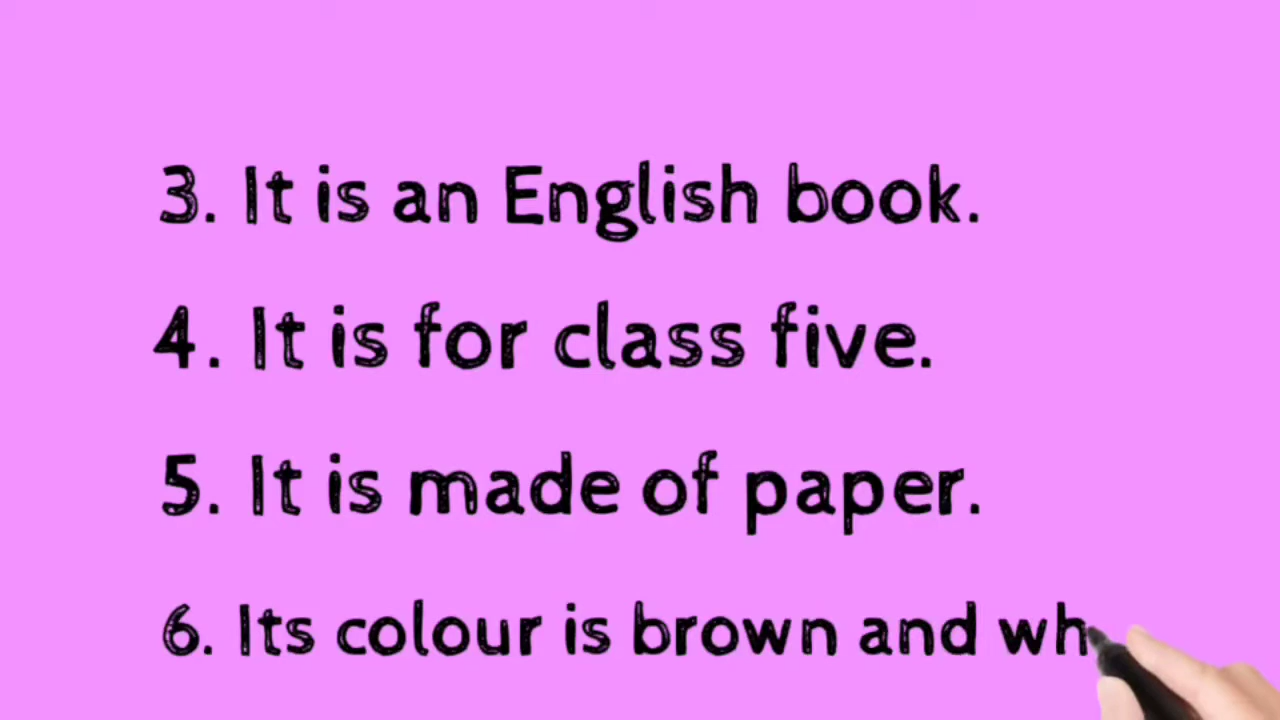 3. It is an English book.
4. It is for class five.
5. It is made of paper.
6. Its colour is brown and wh